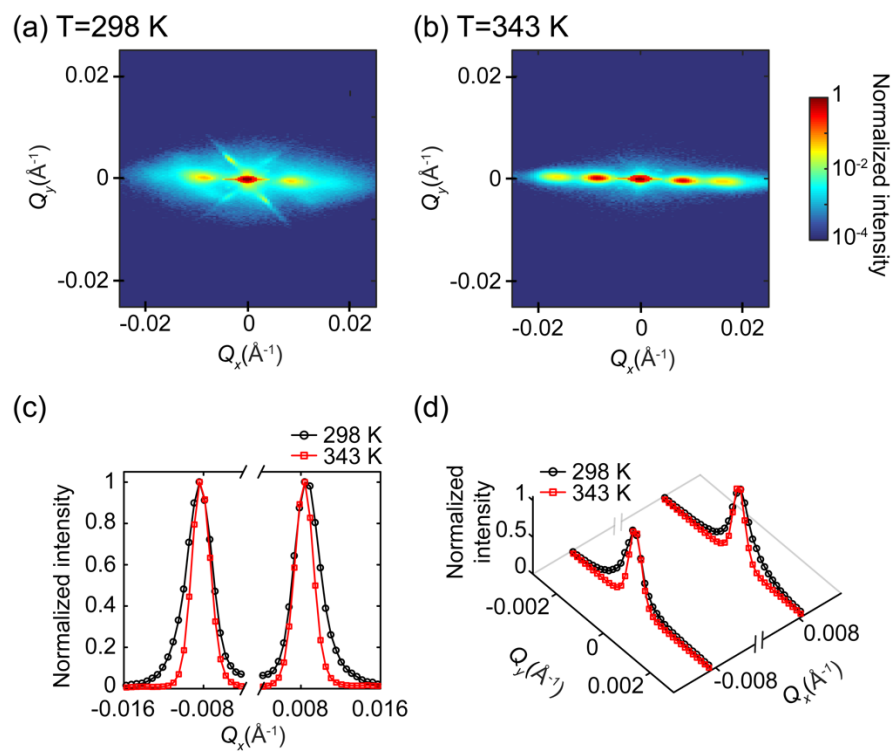 (a) T=298 K
(b) T=343 K
0.02
0
-0.02
Qy(Å-1)
-0.02 0 0.02
Qx(Å-1)
0.02
0
-0.02
Qy(Å-1)
-0.02 0 0.02
Qx(Å-1)
1
10-2
10-4
Normalized intensity
(c)
298 K
343 K
Normalized intensity
1
0.8
0.6
0.4
0.2
0
-0.016 -0.008 0.008 0.016
Qx(Å-1)
(d)
298 K
343 K
Normalized
intensity
1
0.5
0
-0.002
0
0.002
Qy(Å-1)
-0.008
0.008
Qx(Å-1)